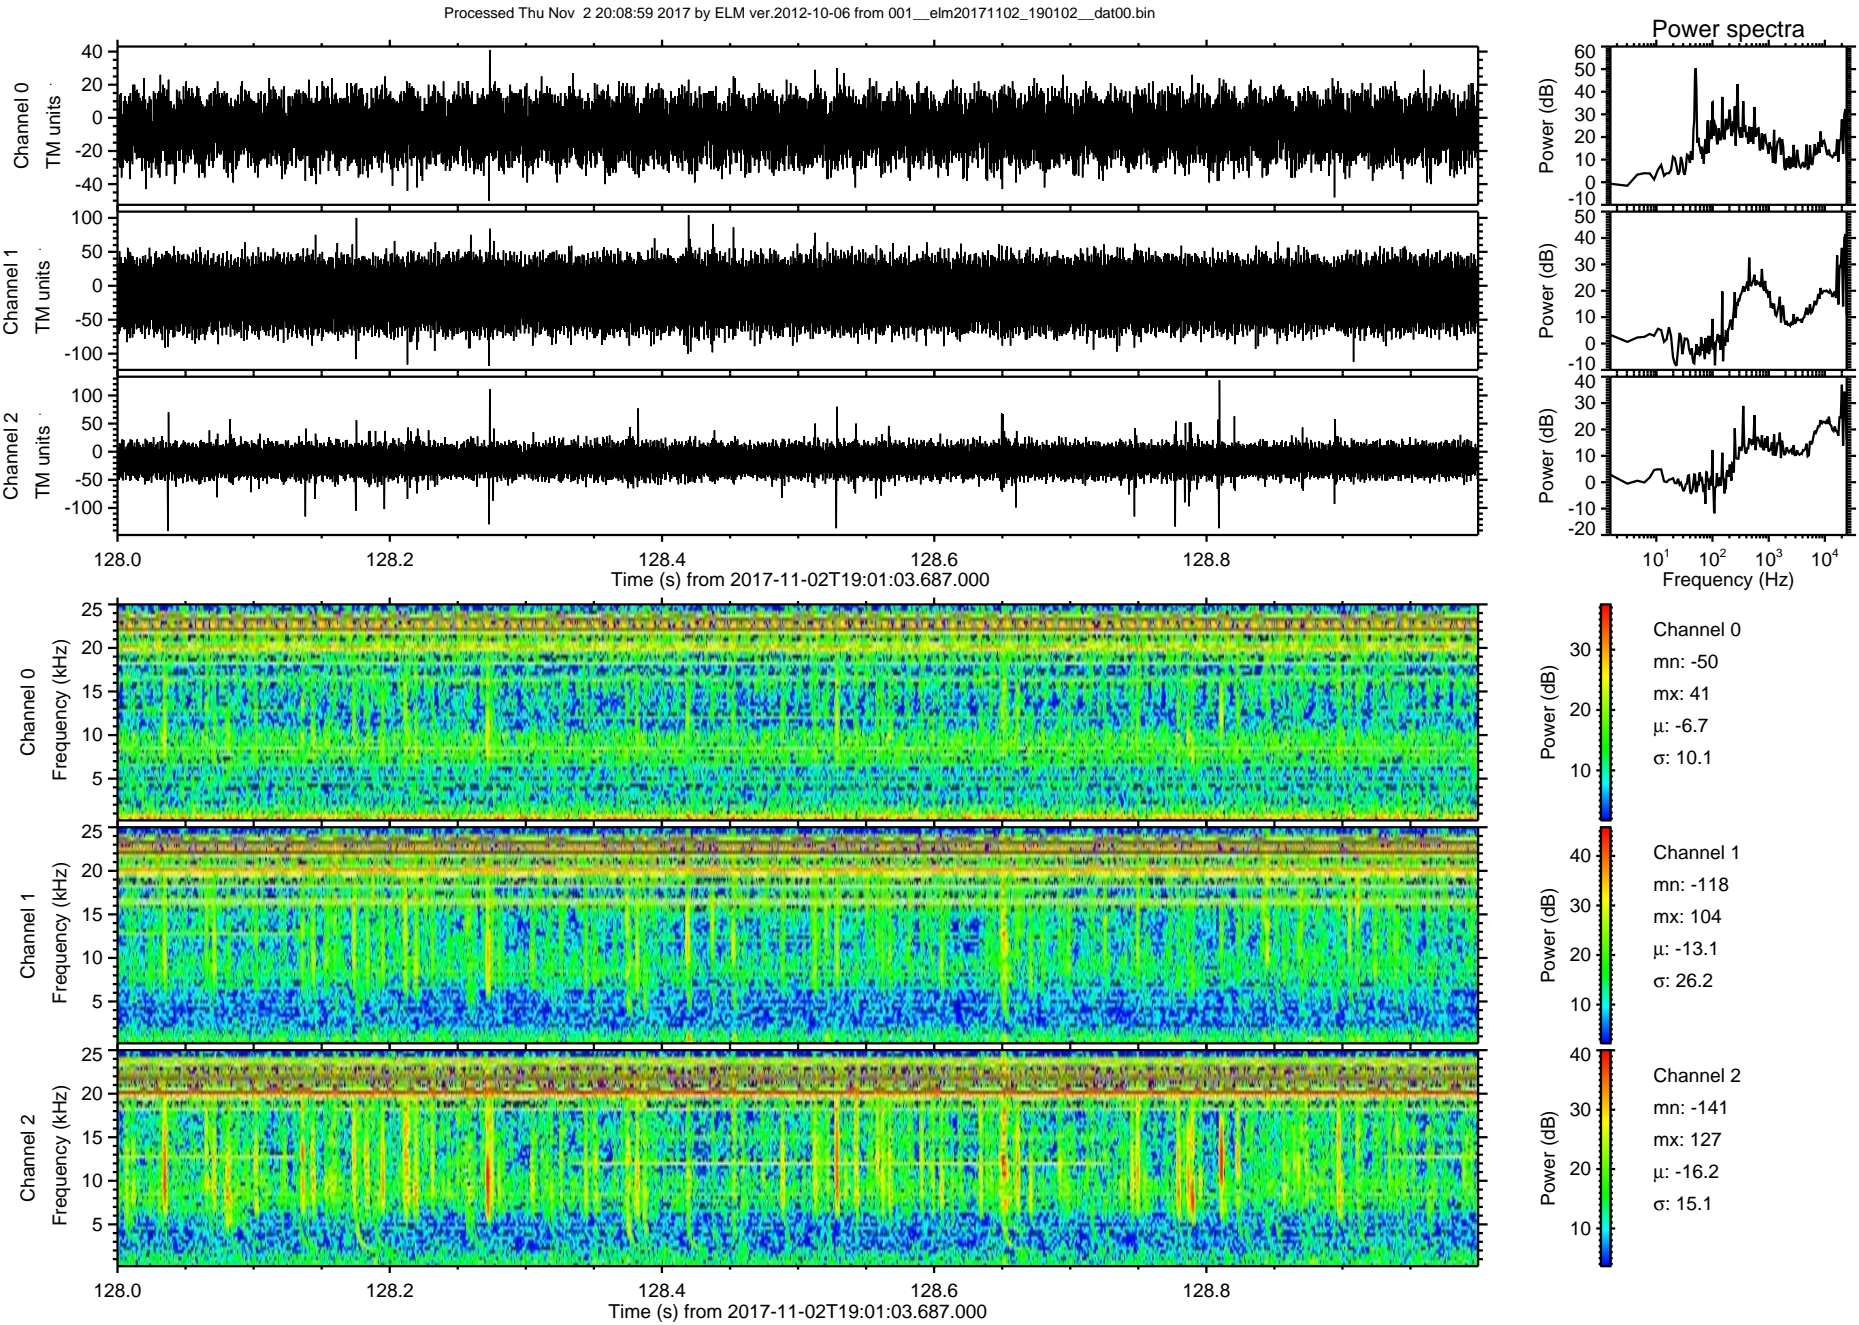 Processed Thu Nov  2 20:08:59 2017 by ELM ver.2012-10-06 from 001__elm20171102_190102__dat00.bin
Power spectra
Channel 0
TM units
40
20
0
-20
-40
Power (dB)
60
50
40
30
20
10
0
-10
Channel 1
TM units
100
50
0
-50
-100
Power (dB)
50
40
30
20
10
0
-10
Channel 2
TM units
100
50
0
-50
-100
Power (dB)
40
30
20
10
0
-10
-20
128.0 128.2 128.4 128.6 128.8
Time (s) from 2017-11-02T19:01:03.687.000
10^1 10^2 10^3 10^4
Frequency (Hz)
Channel 0
Frequency (kHz)
25
20
15
10
5
Power (dB)
30
20
10
Channel 0
mn: -50
mx: 41
μ: -6.7
σ: 10.1
Channel 1
Frequency (kHz)
25
20
15
10
5
Power (dB)
40
30
20
10
Channel 1
mn: -118
mx: 104
μ: -13.1
σ: 26.2
Channel 2
Frequency (kHz)
25
20
15
10
5
Power (dB)
40
30
20
10
Channel 2
mn: -141
mx: 127
μ: -16.2
σ: 15.1
128.0 128.2 128.4 128.6 128.8
Time (s) from 2017-11-02T19:01:03.687.000